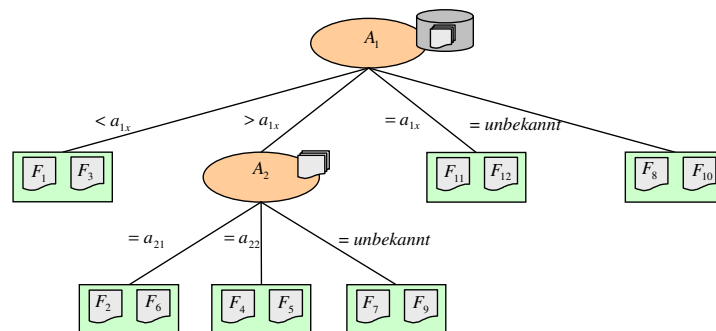 A₁
< a₁ₓ
> a₁ₓ
= a₁ₓ
= unbekannt
F₁ F₃
A₂
F₁₁ F₁₂
F₈ F₁₀
= a₂₁
= a₂₂
= unbekannt
F₂ F₆
F₄ F₅
F₇ F₉